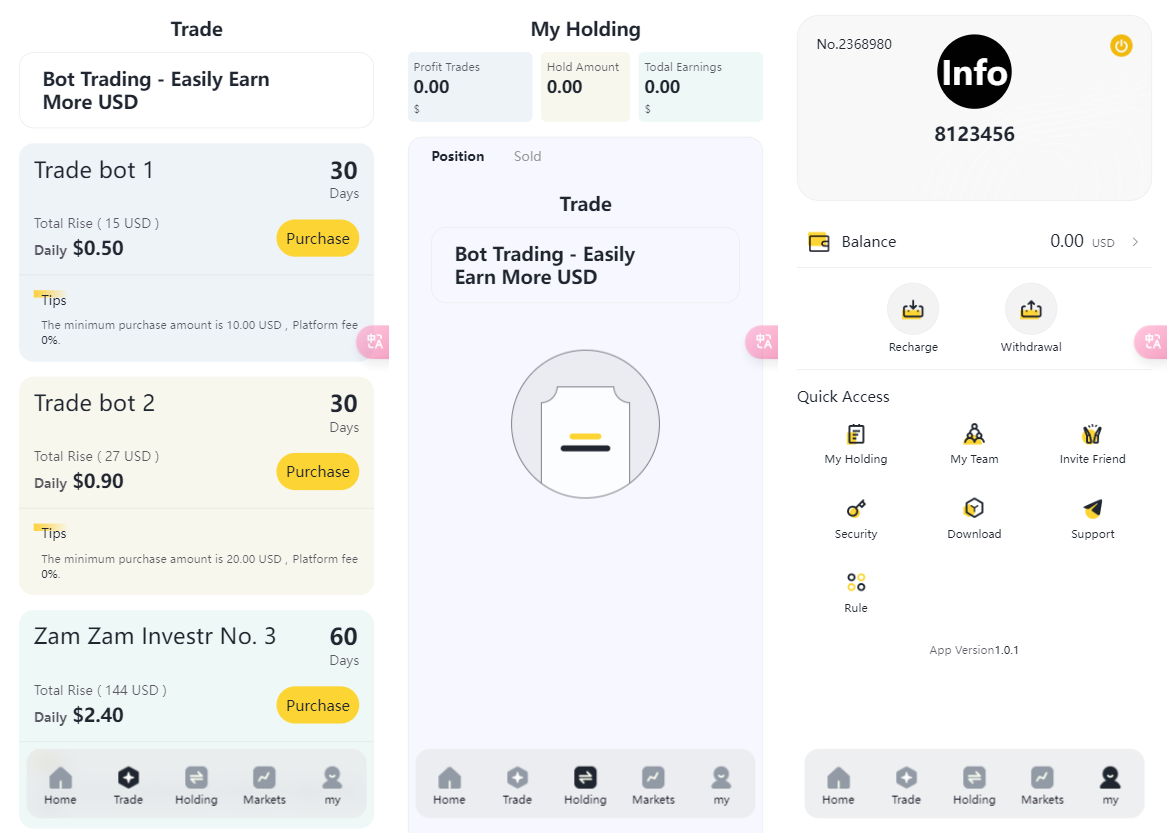 Trade
Bot Trading - Easily Earn
More USD
Trade bot 1
30
Days
Total Rise ( 15 USD )
Daily $0.50
Purchase
Tips
The minimum purchase amount is 10.00 USD , Platform fee
0%.
Trade bot 2
30
Days
Total Rise ( 27 USD )
Daily $0.90
Purchase
Tips
The minimum purchase amount is 20.00 USD , Platform fee
0%.
Zam Zam Investr No. 3
60
Days
Total Rise ( 144 USD )
Daily $2.40
Purchase
Home Trade Holding Markets my
中 A
My Holding
Profit Trades
0.00
$
Hold Amount
0.00
Todal Earnings
0.00
$
Position Sold
Trade
Bot Trading - Easily
Earn More USD
中 A
Home Trade Holding Markets my
No.2368980
Info
8123456
Balance 0.00 USD
Recharge Withdrawal
中 A
Quick Access
My Holding My Team Invite Friend
Security Download Support
Rule
App Version1.0.1
Home Trade Holding Markets my